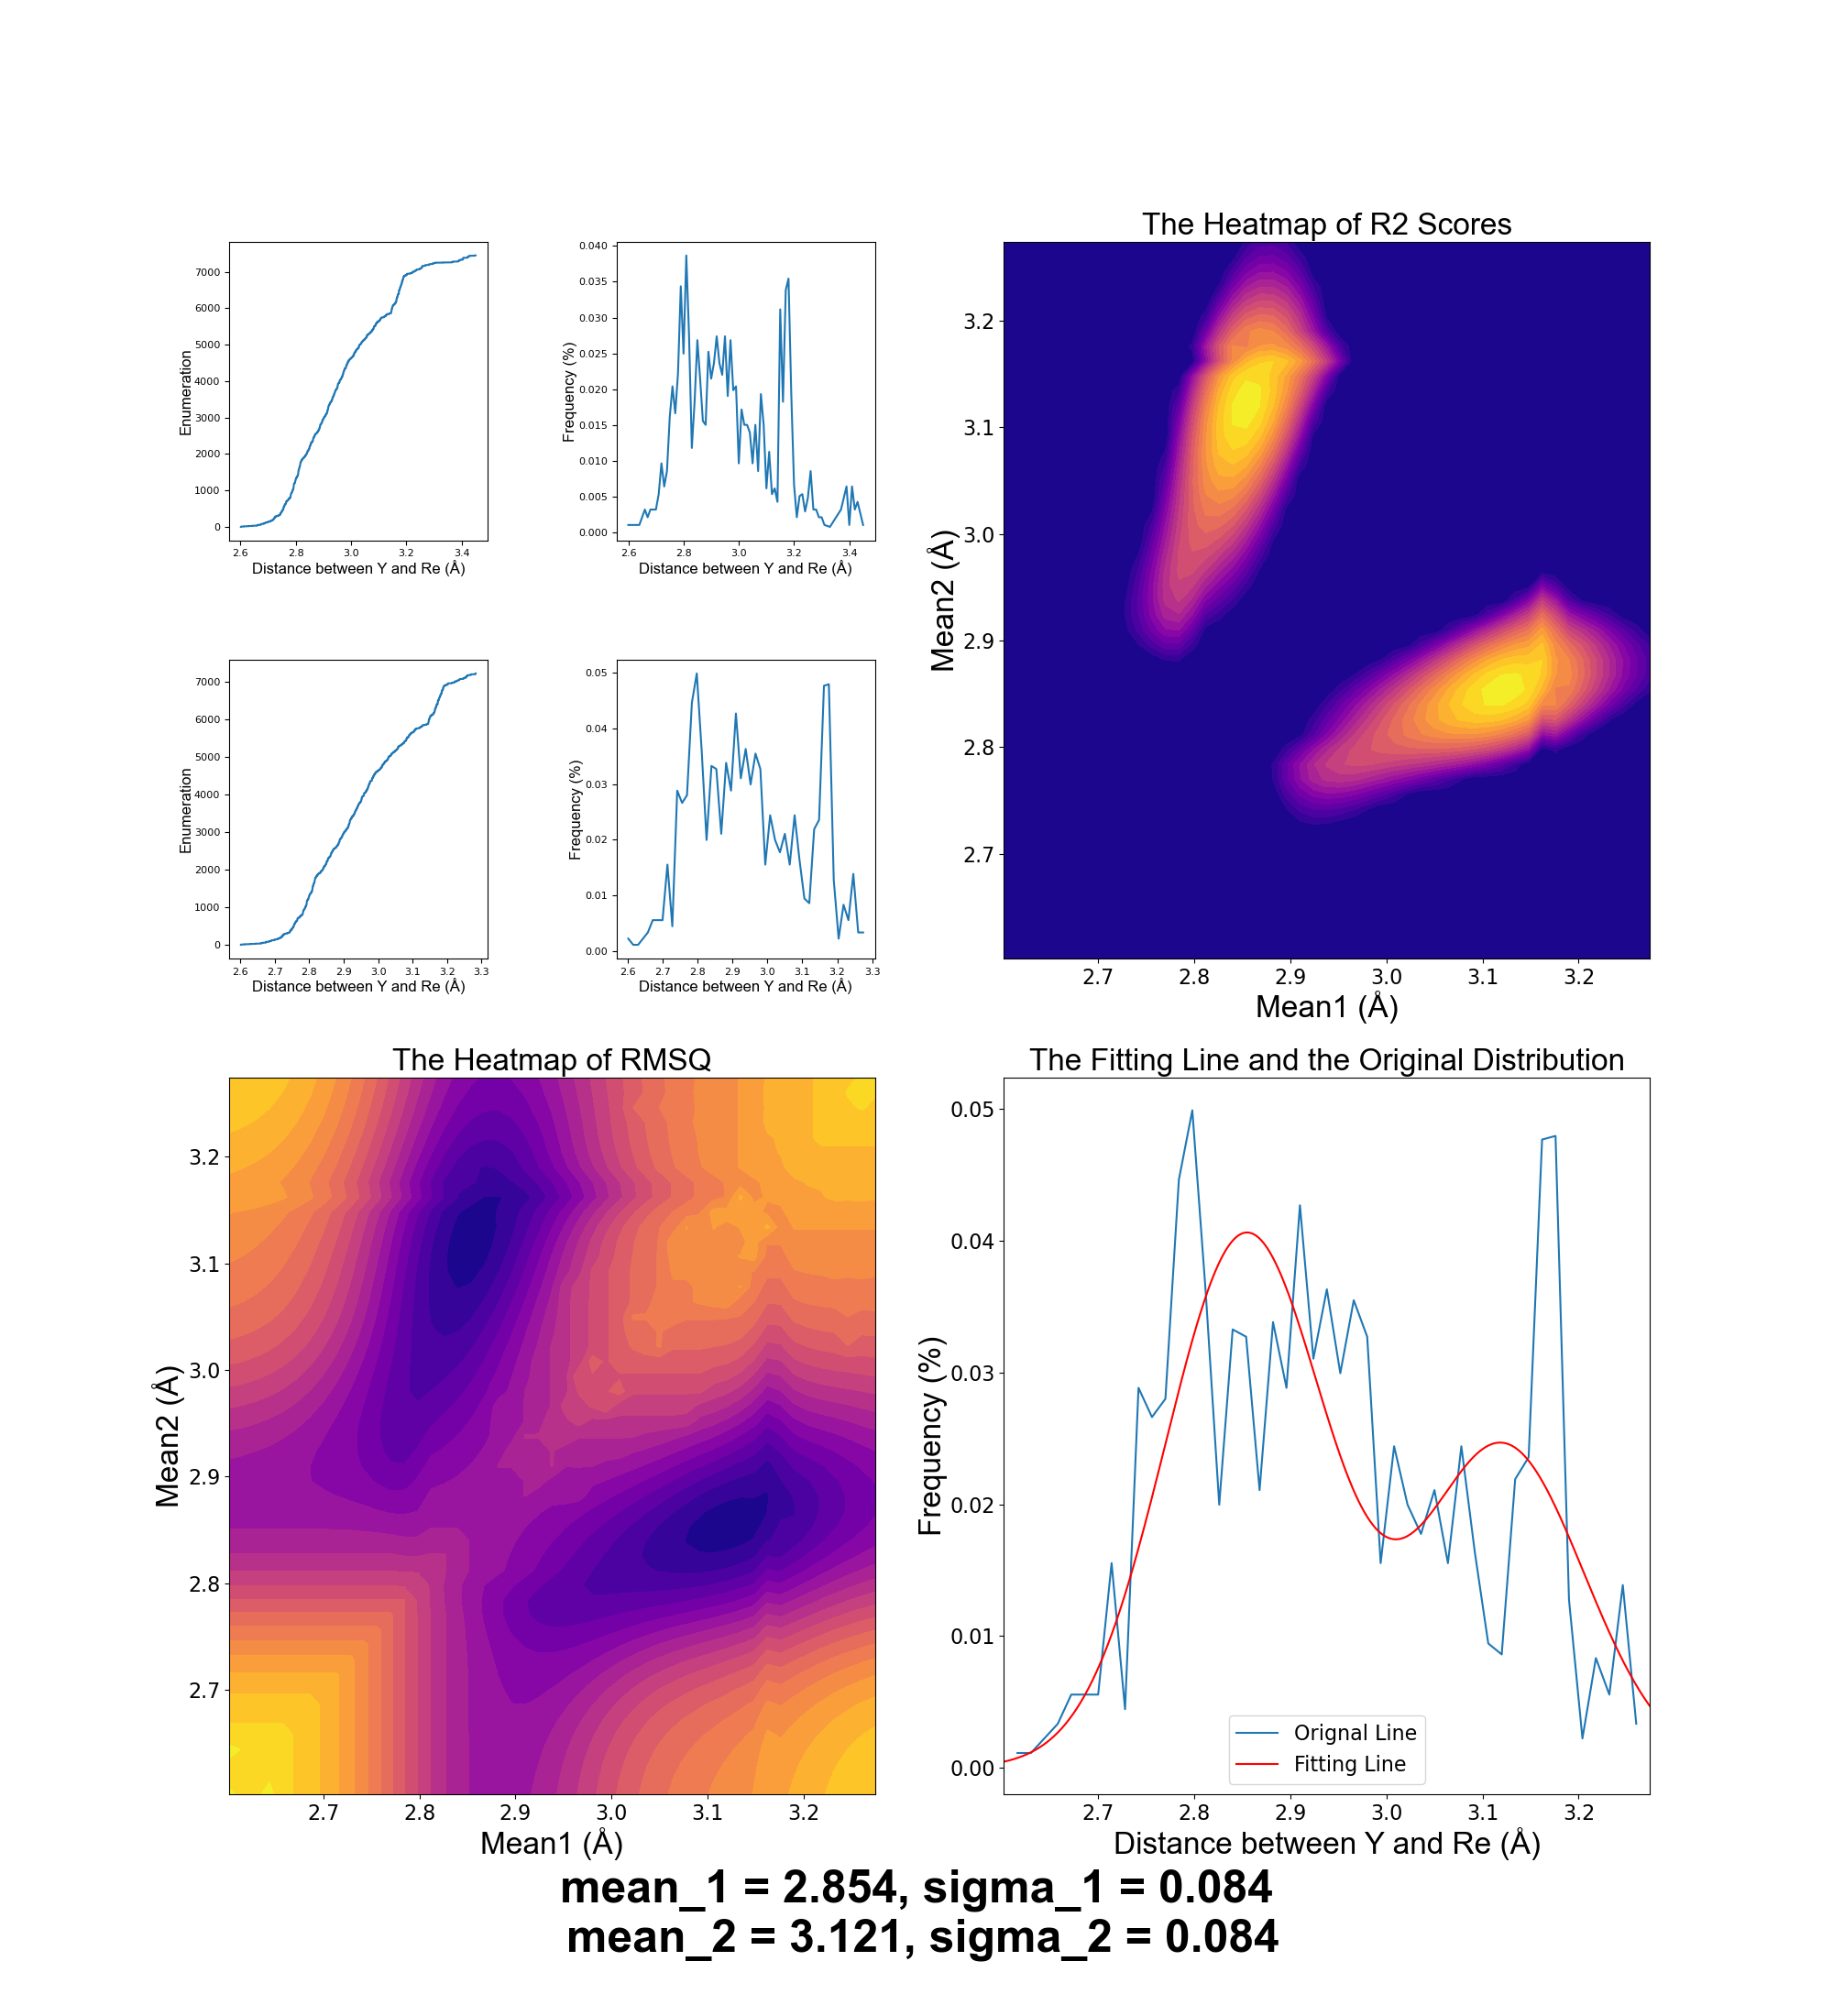 Enumeration
7000
6000
5000
4000
3000
2000
1000
0
2.6 2.8 3.0 3.2 3.4
Distance between Y and Re (Å)
Frequency (%)
0.040
0.035
0.030
0.025
0.020
0.015
0.010
0.005
0.000
2.6 2.8 3.0 3.2 3.4
Distance between Y and Re (Å)
The Heatmap of R2 Scores
Mean2 (Å)
3.2
3.1
3.0
2.9
2.8
2.7
2.7 2.8 2.9 3.0 3.1 3.2
Mean1 (Å)
Enumeration
7000
6000
5000
4000
3000
2000
1000
0
2.6 2.7 2.8 2.9 3.0 3.1 3.2 3.3
Distance between Y and Re (Å)
Frequency (%)
0.05
0.04
0.03
0.02
0.01
0.00
2.6 2.7 2.8 2.9 3.0 3.1 3.2 3.3
Distance between Y and Re (Å)
The Heatmap of RMSQ
Mean2 (Å)
3.2
3.1
3.0
2.9
2.8
2.7
2.7 2.8 2.9 3.0 3.1 3.2
Mean1 (Å)
The Fitting Line and the Original Distribution
Frequency (%)
0.05
0.04
0.03
0.02
0.01
0.00
Orignal Line
Fitting Line
2.7 2.8 2.9 3.0 3.1 3.2
Distance between Y and Re (Å)
mean_1 = 2.854, sigma_1 = 0.084
mean_2 = 3.121, sigma_2 = 0.084